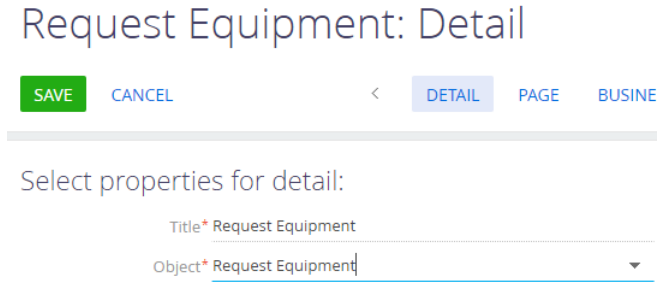 Request Equipment: Detail
SAVE CANCEL < DETAIL PAGE BUSINE
Select properties for detail:
Title* Request Equipment
Object* Request Equipment